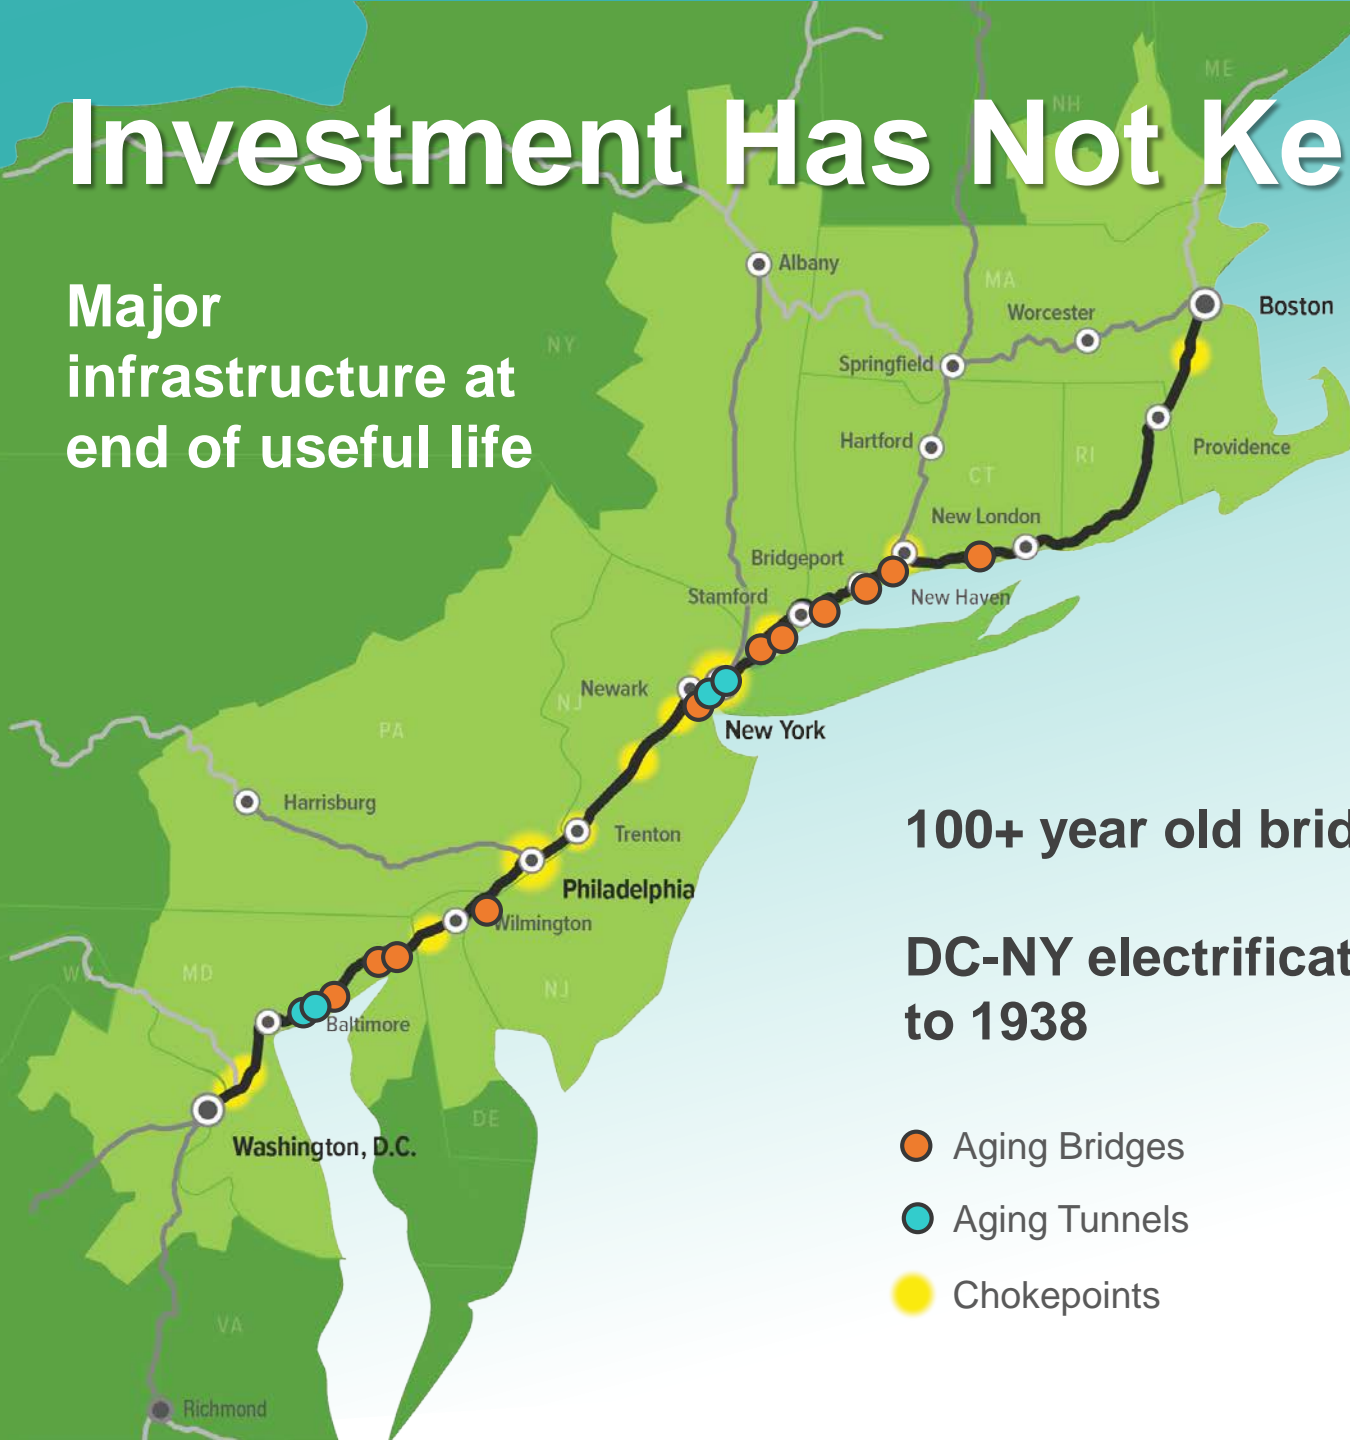 Investment Has Not Ke
Major
infrastructure at
end of useful life
ME
NH
Albany
MA
Boston
Worcester
NY
Springfield
Hartford
Providence
RI
CT
New London
Bridgeport
Stamford
New Haven
Newark
NJ
New York
PA
Harrisburg
Trenton
Philadelphia
Wilmington
MD
NJ
Baltimore
DE
Washington, D.C.
VA
Richmond
100+ year old brid
DC-NY electrificat
to 1938
Aging Bridges
Aging Tunnels
Chokepoints